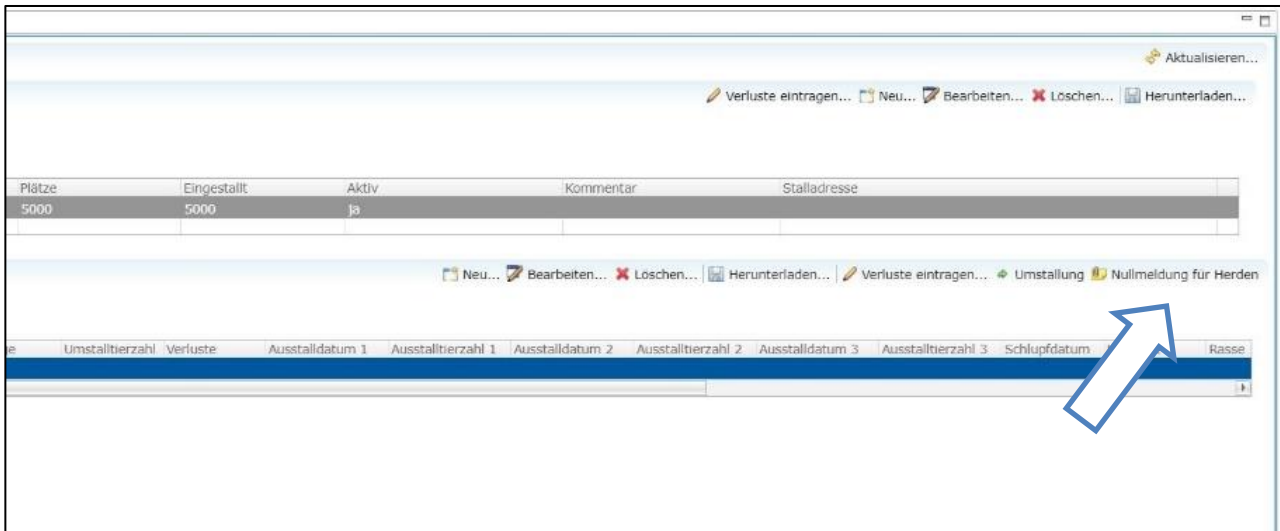 Aktualisieren...
Verluste eintragen... Neu... Bearbeiten... Löschen... Herunterladen...
Plätze Eingestallt Aktiv Kommentar Stalladresse
5000 5000 ja
Neu... Bearbeiten... Löschen... Herunterladen... Verluste eintragen... Umstallung Nullmeldung für Herden
Umstalltierzahl Verluste Ausstalldatum 1 Ausstalltierzahl 1 Ausstalldatum 2 Ausstalltierzahl 2 Ausstalldatum 3 Ausstalltierzahl 3 Schlupfdatum Rasse